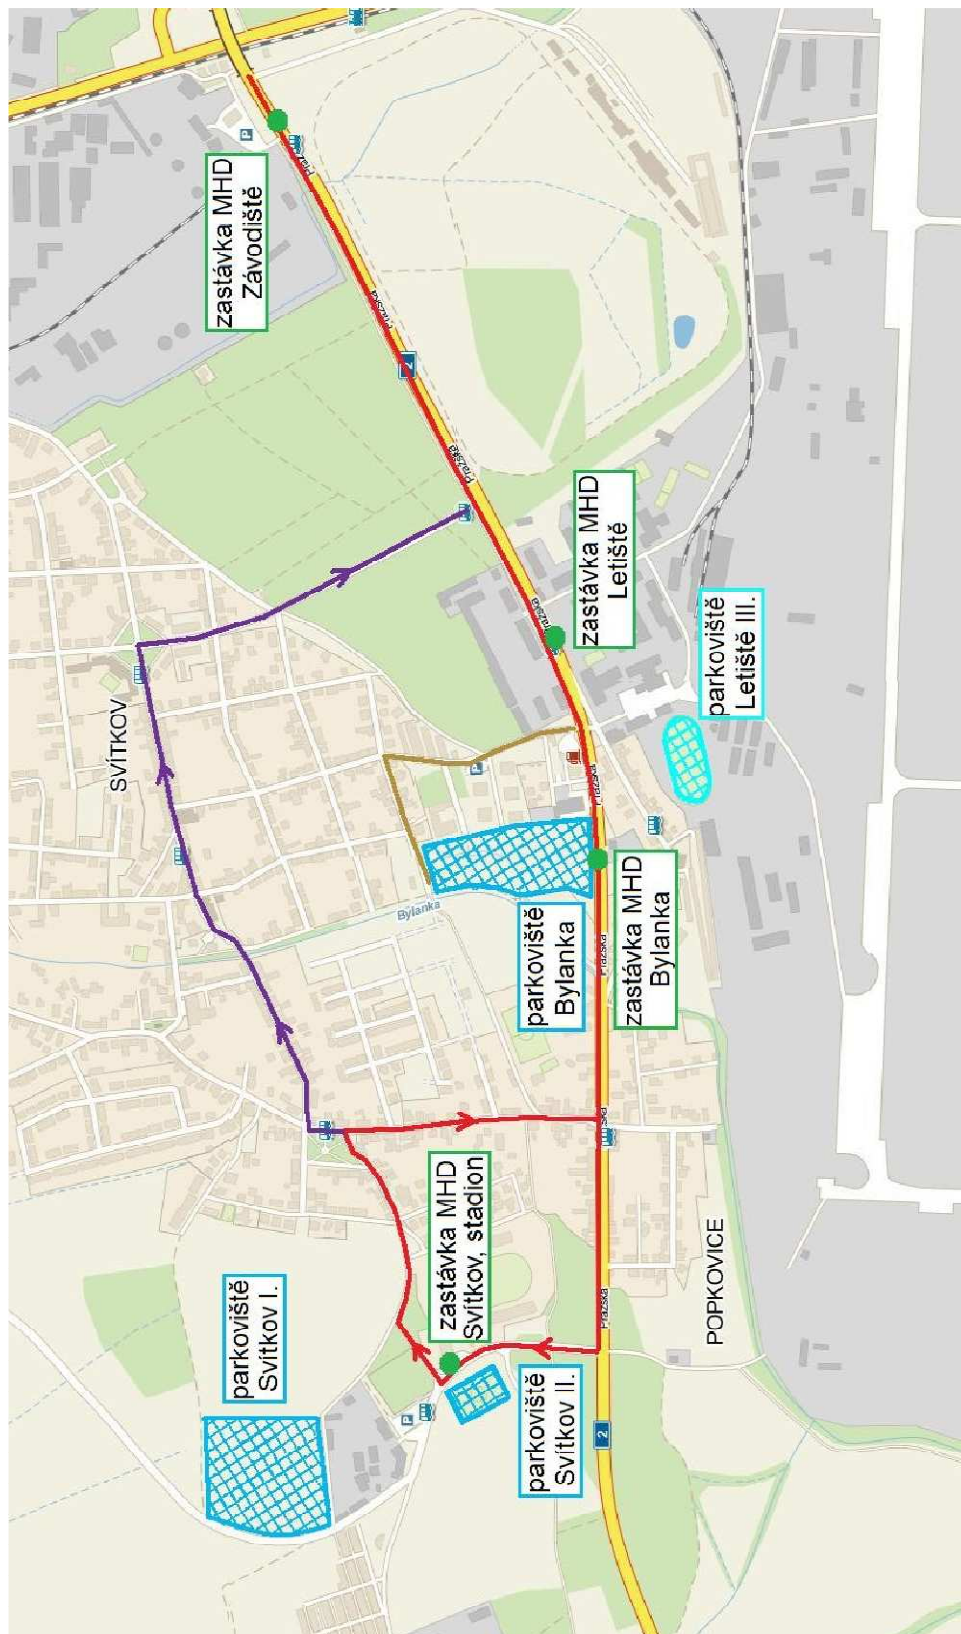 SVÍTKOV
zastávka MHD
Závodiště
parkoviště
Svítkov I.
P
Praž
Pražská
2
Bylanka
P
zastávka MHD
Svítkov, stadion
Pražská
P
parkoviště
Svítkov II.
parkoviště
Bylanka
zastávka MHD
Letiště
2
Pražská
Pražská
Pražská
zastávka MHD
Bylanka
POPKOVICE
parkoviště
Letiště III.